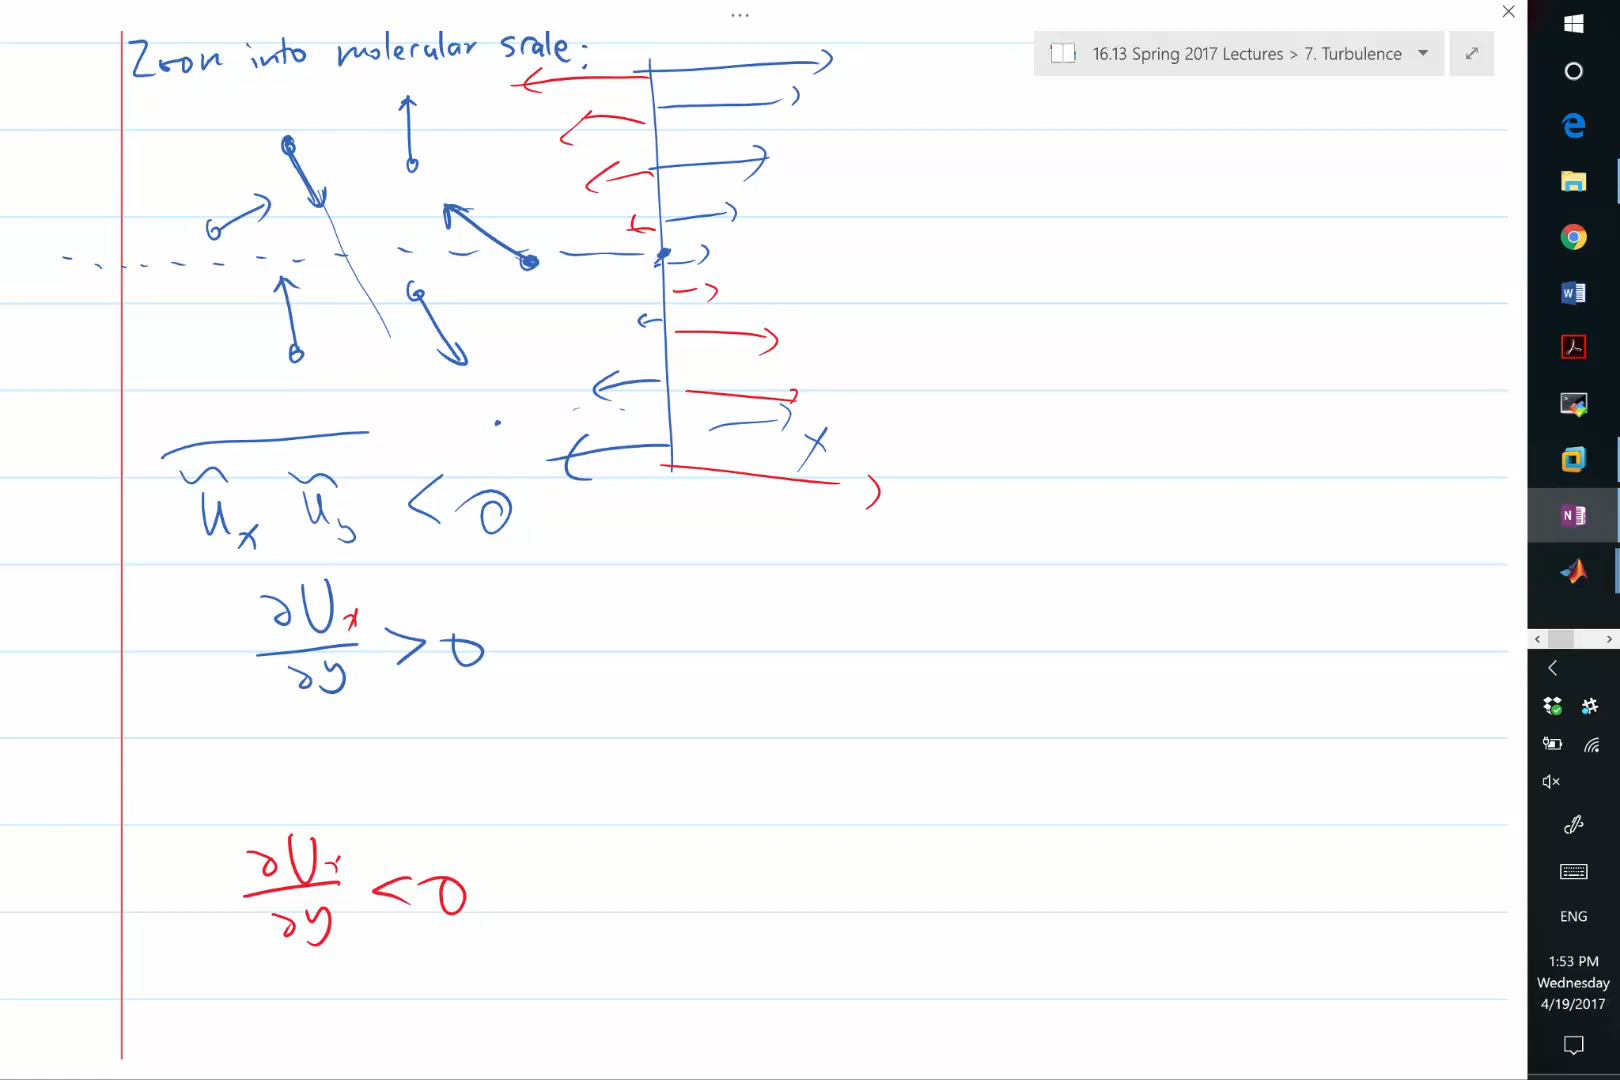 Zoom into molecular scale:
16.13 Spring 2017 Lectures > 7. Turbulence
X
ũₓ ũᵧ < 0
∂Uₓ/∂y > 0
∂Uₓ/∂y < 0
ENG
1:53 PM
Wednesday
4/19/2017